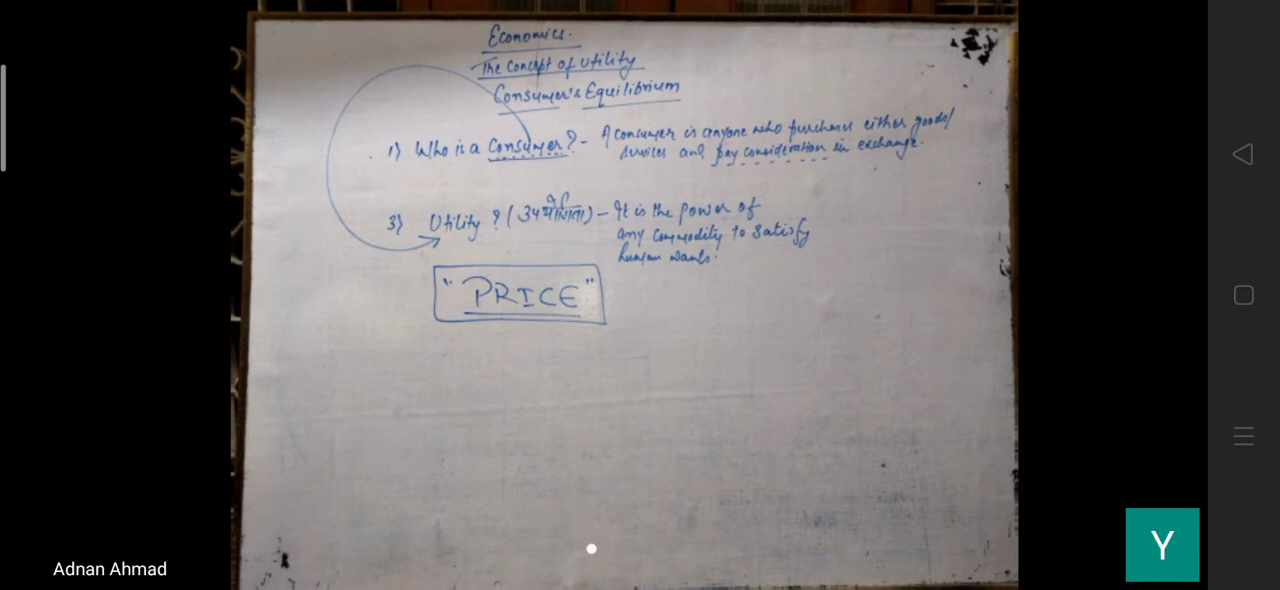 Economics.
The Concept of Utility
Consumer's Equilibrium
1) Who is a Consumer? - A consumer is anyone who purchases either goods/
services and pay consideration in exchange.
3) Utility ? ( ) - It is the power of
any commodity to satisfy
human wants.
"PRICE"
Adnan Ahmad
Y